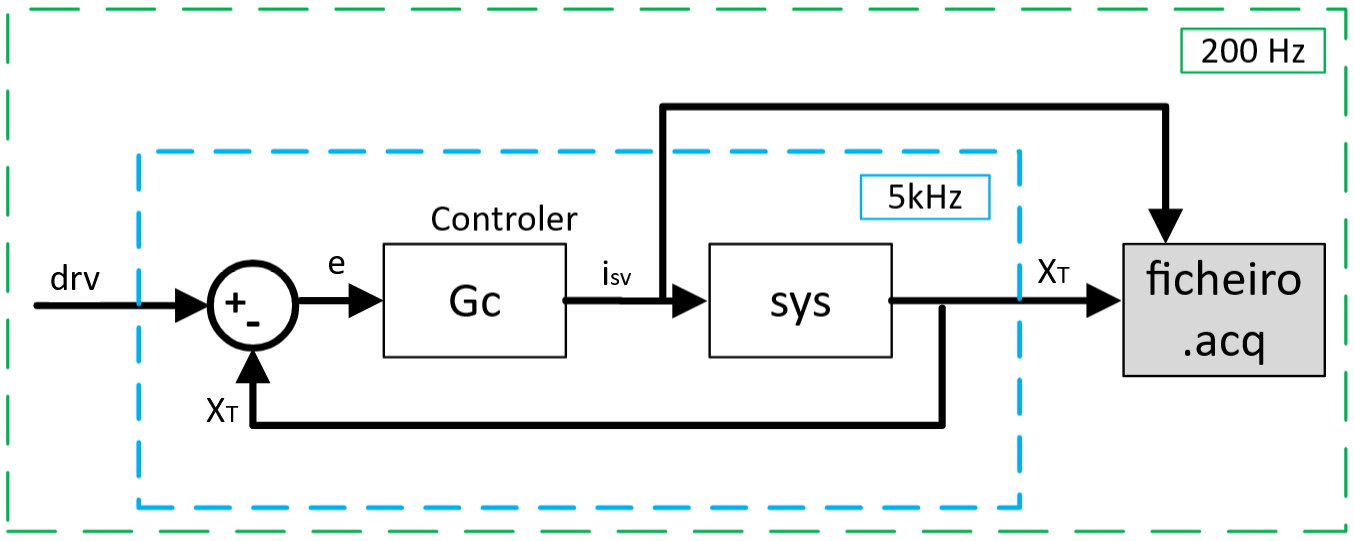 200 Hz
5kHz
Controler
drv
+
-
e
Gc
isv
sys
XT
ficheiro
.acq
XT